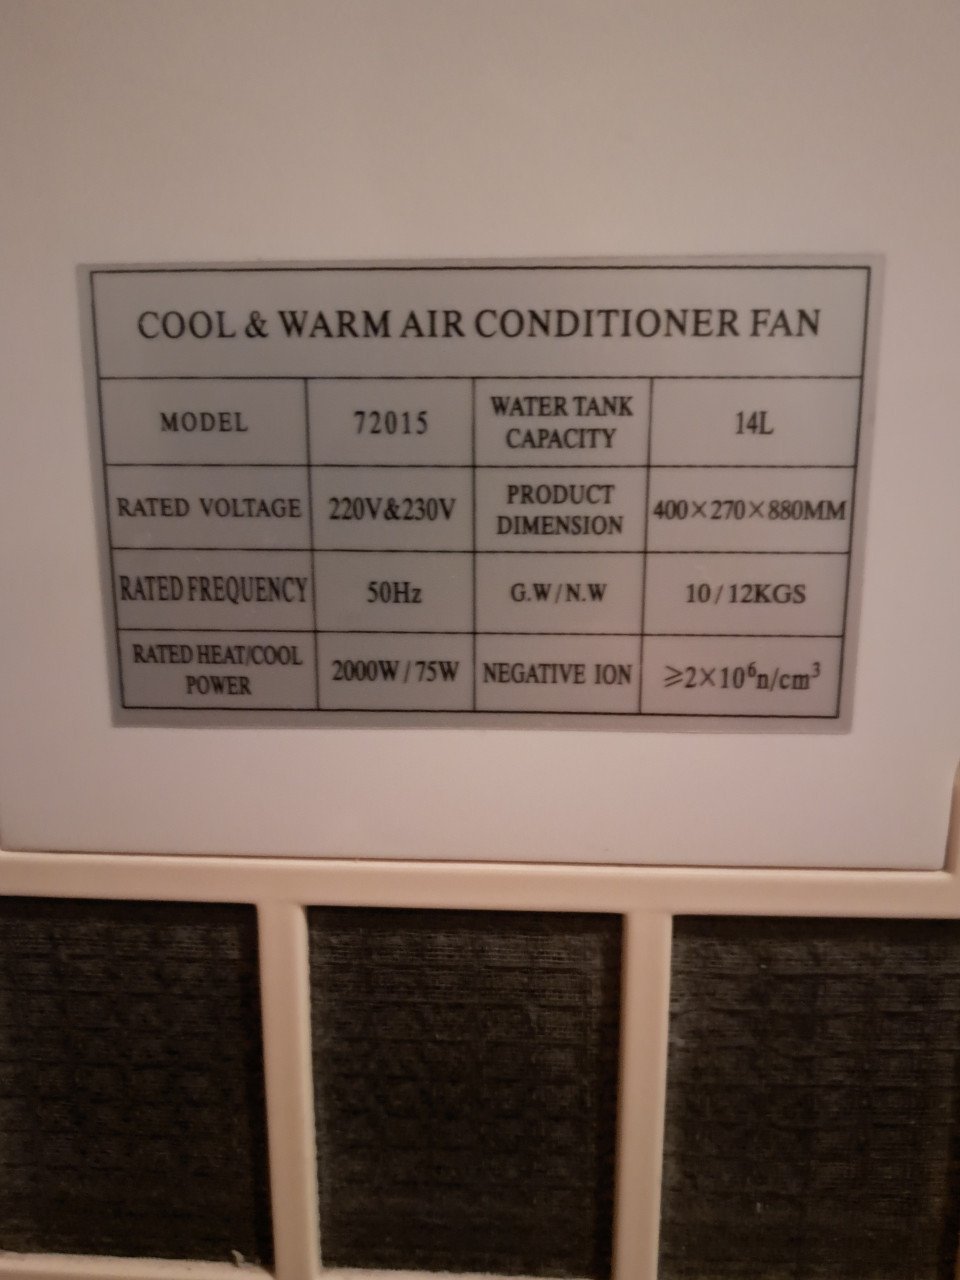 COOL & WARM AIR CONDITIONER FAN
MODEL 72015 WATER TANK CAPACITY 14L
RATED VOLTAGE 220V&230V PRODUCT DIMENSION 400×270×880MM
RATED FREQUENCY 50Hz G.W/N.W 10/12KGS
RATED HEAT/COOL POWER 2000W/75W NEGATIVE ION ⩾2×10⁶n/cm³